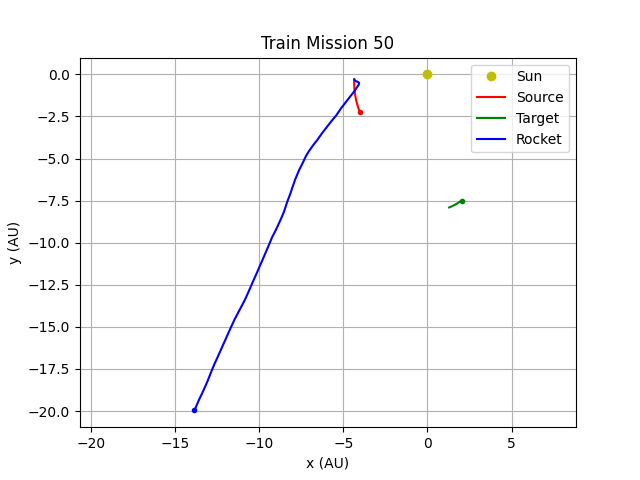 Train Mission 50
Sun
Source
Target
Rocket
0.0
−2.5
−5.0
−7.5
−10.0
−12.5
−15.0
−17.5
−20.0
y (AU)
−20
−15
−10
−5
0
5
x (AU)